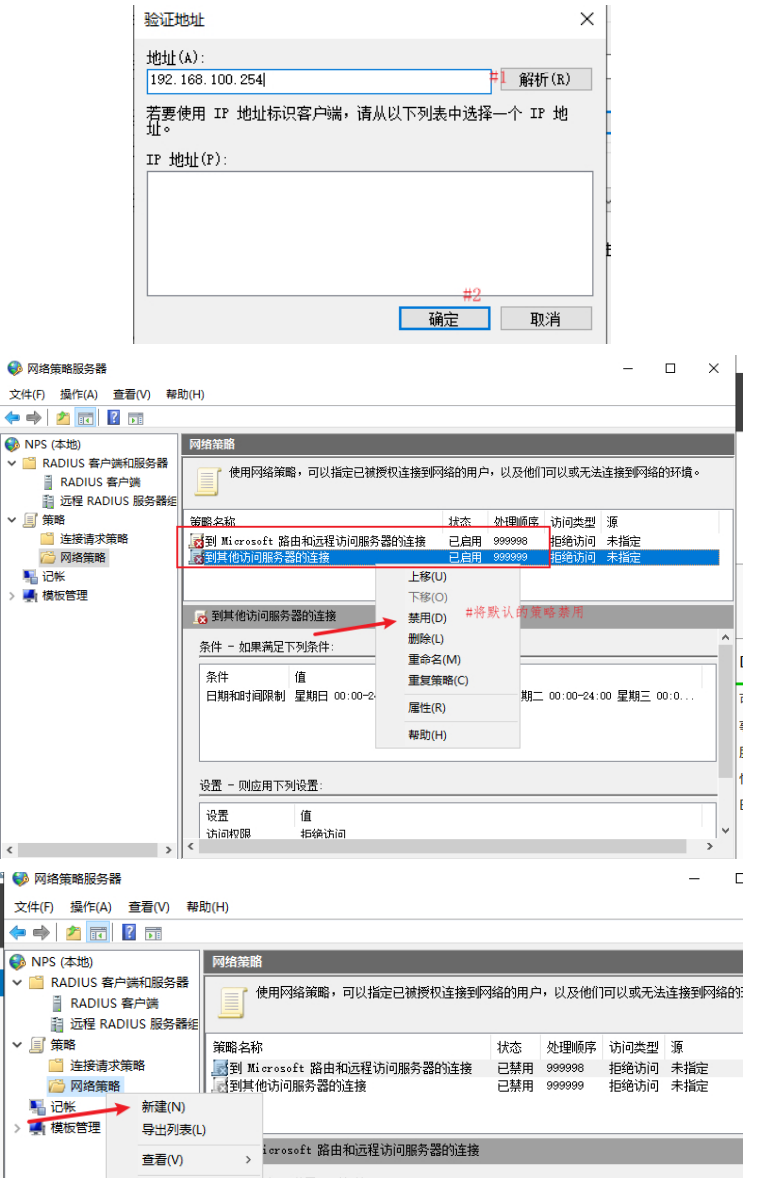 验证地址
地址(A):
192.168.100.254
#1
解析(R)
若要使用 IP 地址标识客户端，请从以下列表中选择一个 IP 地
址。
IP 地址(P):
#2
确定
取消
网络策略服务器
文件(F) 操作(A) 查看(V) 帮助(H)
NPS (本地)
RADIUS 客户端和服务器
RADIUS 客户端
远程 RADIUS 服务器组
策略
连接请求策略
网络策略
记帐
模板管理
网络策略
使用网络策略，可以指定已被授权连接到网络的用户，以及他们可以或无法连接到网络的环境。
策略名称 状态 处理顺序 访问类型 源
到 Microsoft 路由和远程访问服务器的连接 已启用 999998 拒绝访问 未指定
到其他访问服务器的连接 已启用 999999 拒绝访问 未指定
上移(U)
下移(O)
禁用(D)
#将默认的策略禁用
删除(L)
重命名(M)
重复策略(C)
属性(R)
帮助(H)
到其他访问服务器的连接
条件 - 如果满足下列条件:
条件 值
日期和时间限制 星期日 00:00-2 期二 00:00-24:00 星期三 00:0...
设置 - 则应用下列设置:
设置 值
访问权限 拒绝访问
网络策略服务器
文件(F) 操作(A) 查看(V) 帮助(H)
NPS (本地)
RADIUS 客户端和服务器
RADIUS 客户端
远程 RADIUS 服务器组
策略
连接请求策略
网络策略
记帐
模板管理
新建(N)
导出列表(L)
查看(V)
网络策略
使用网络策略，可以指定已被授权连接到网络的用户，以及他们可以或无法连接到网络的
策略名称 状态 处理顺序 访问类型 源
到 Microsoft 路由和远程访问服务器的连接 已禁用 999998 拒绝访问 未指定
到其他访问服务器的连接 已禁用 999999 拒绝访问 未指定
icrosoft 路由和远程访问服务器的连接